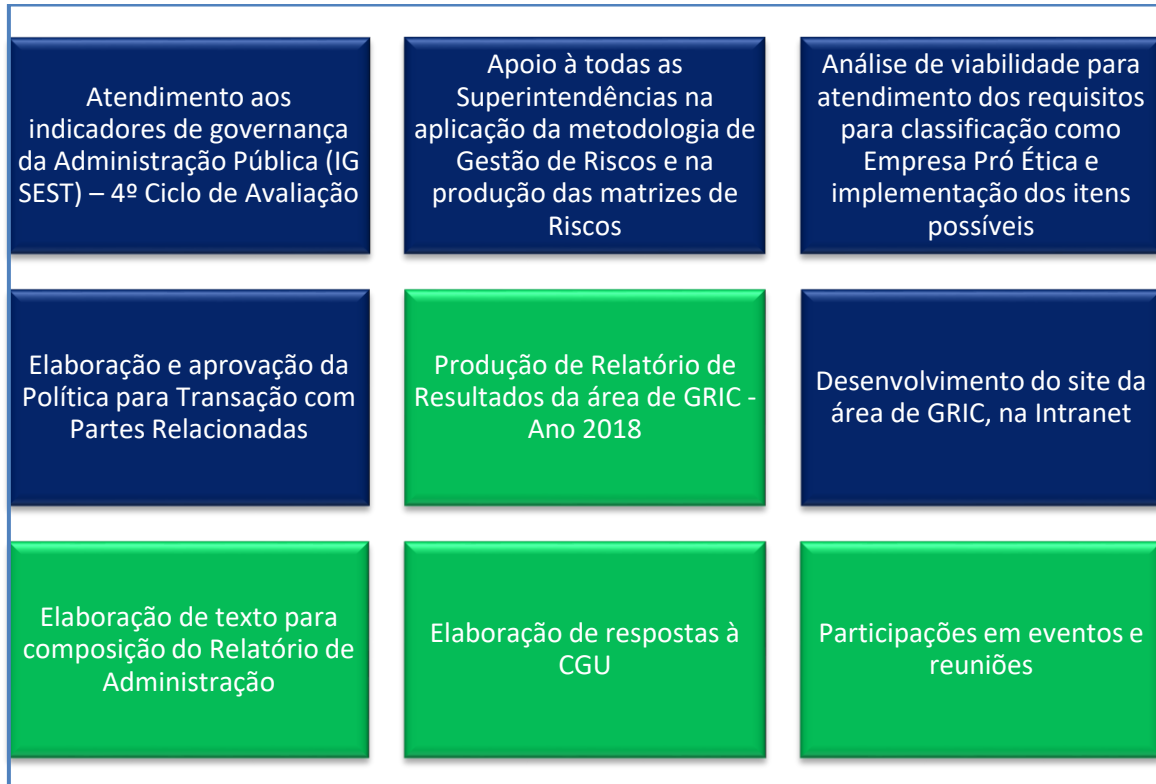 Atendimento aos
indicadores de governança
da Administração Pública (IG
SEST) – 4º Ciclo de Avaliação
Apoio à todas as
Superintendências na
aplicação da metodologia de
Gestão de Riscos e na
produção das matrizes de
Riscos
Análise de viabilidade para
atendimento dos requisitos
para classificação como
Empresa Pró Ética e
implementação dos itens
possíveis
Elaboração e aprovação da
Política para Transação com
Partes Relacionadas
Produção de Relatório de
Resultados da área de GRIC -
Ano 2018
Desenvolvimento do site da
área de GRIC, na Intranet
Elaboração de texto para
composição do Relatório de
Administração
Elaboração de respostas à
CGU
Participações em eventos e
reuniões